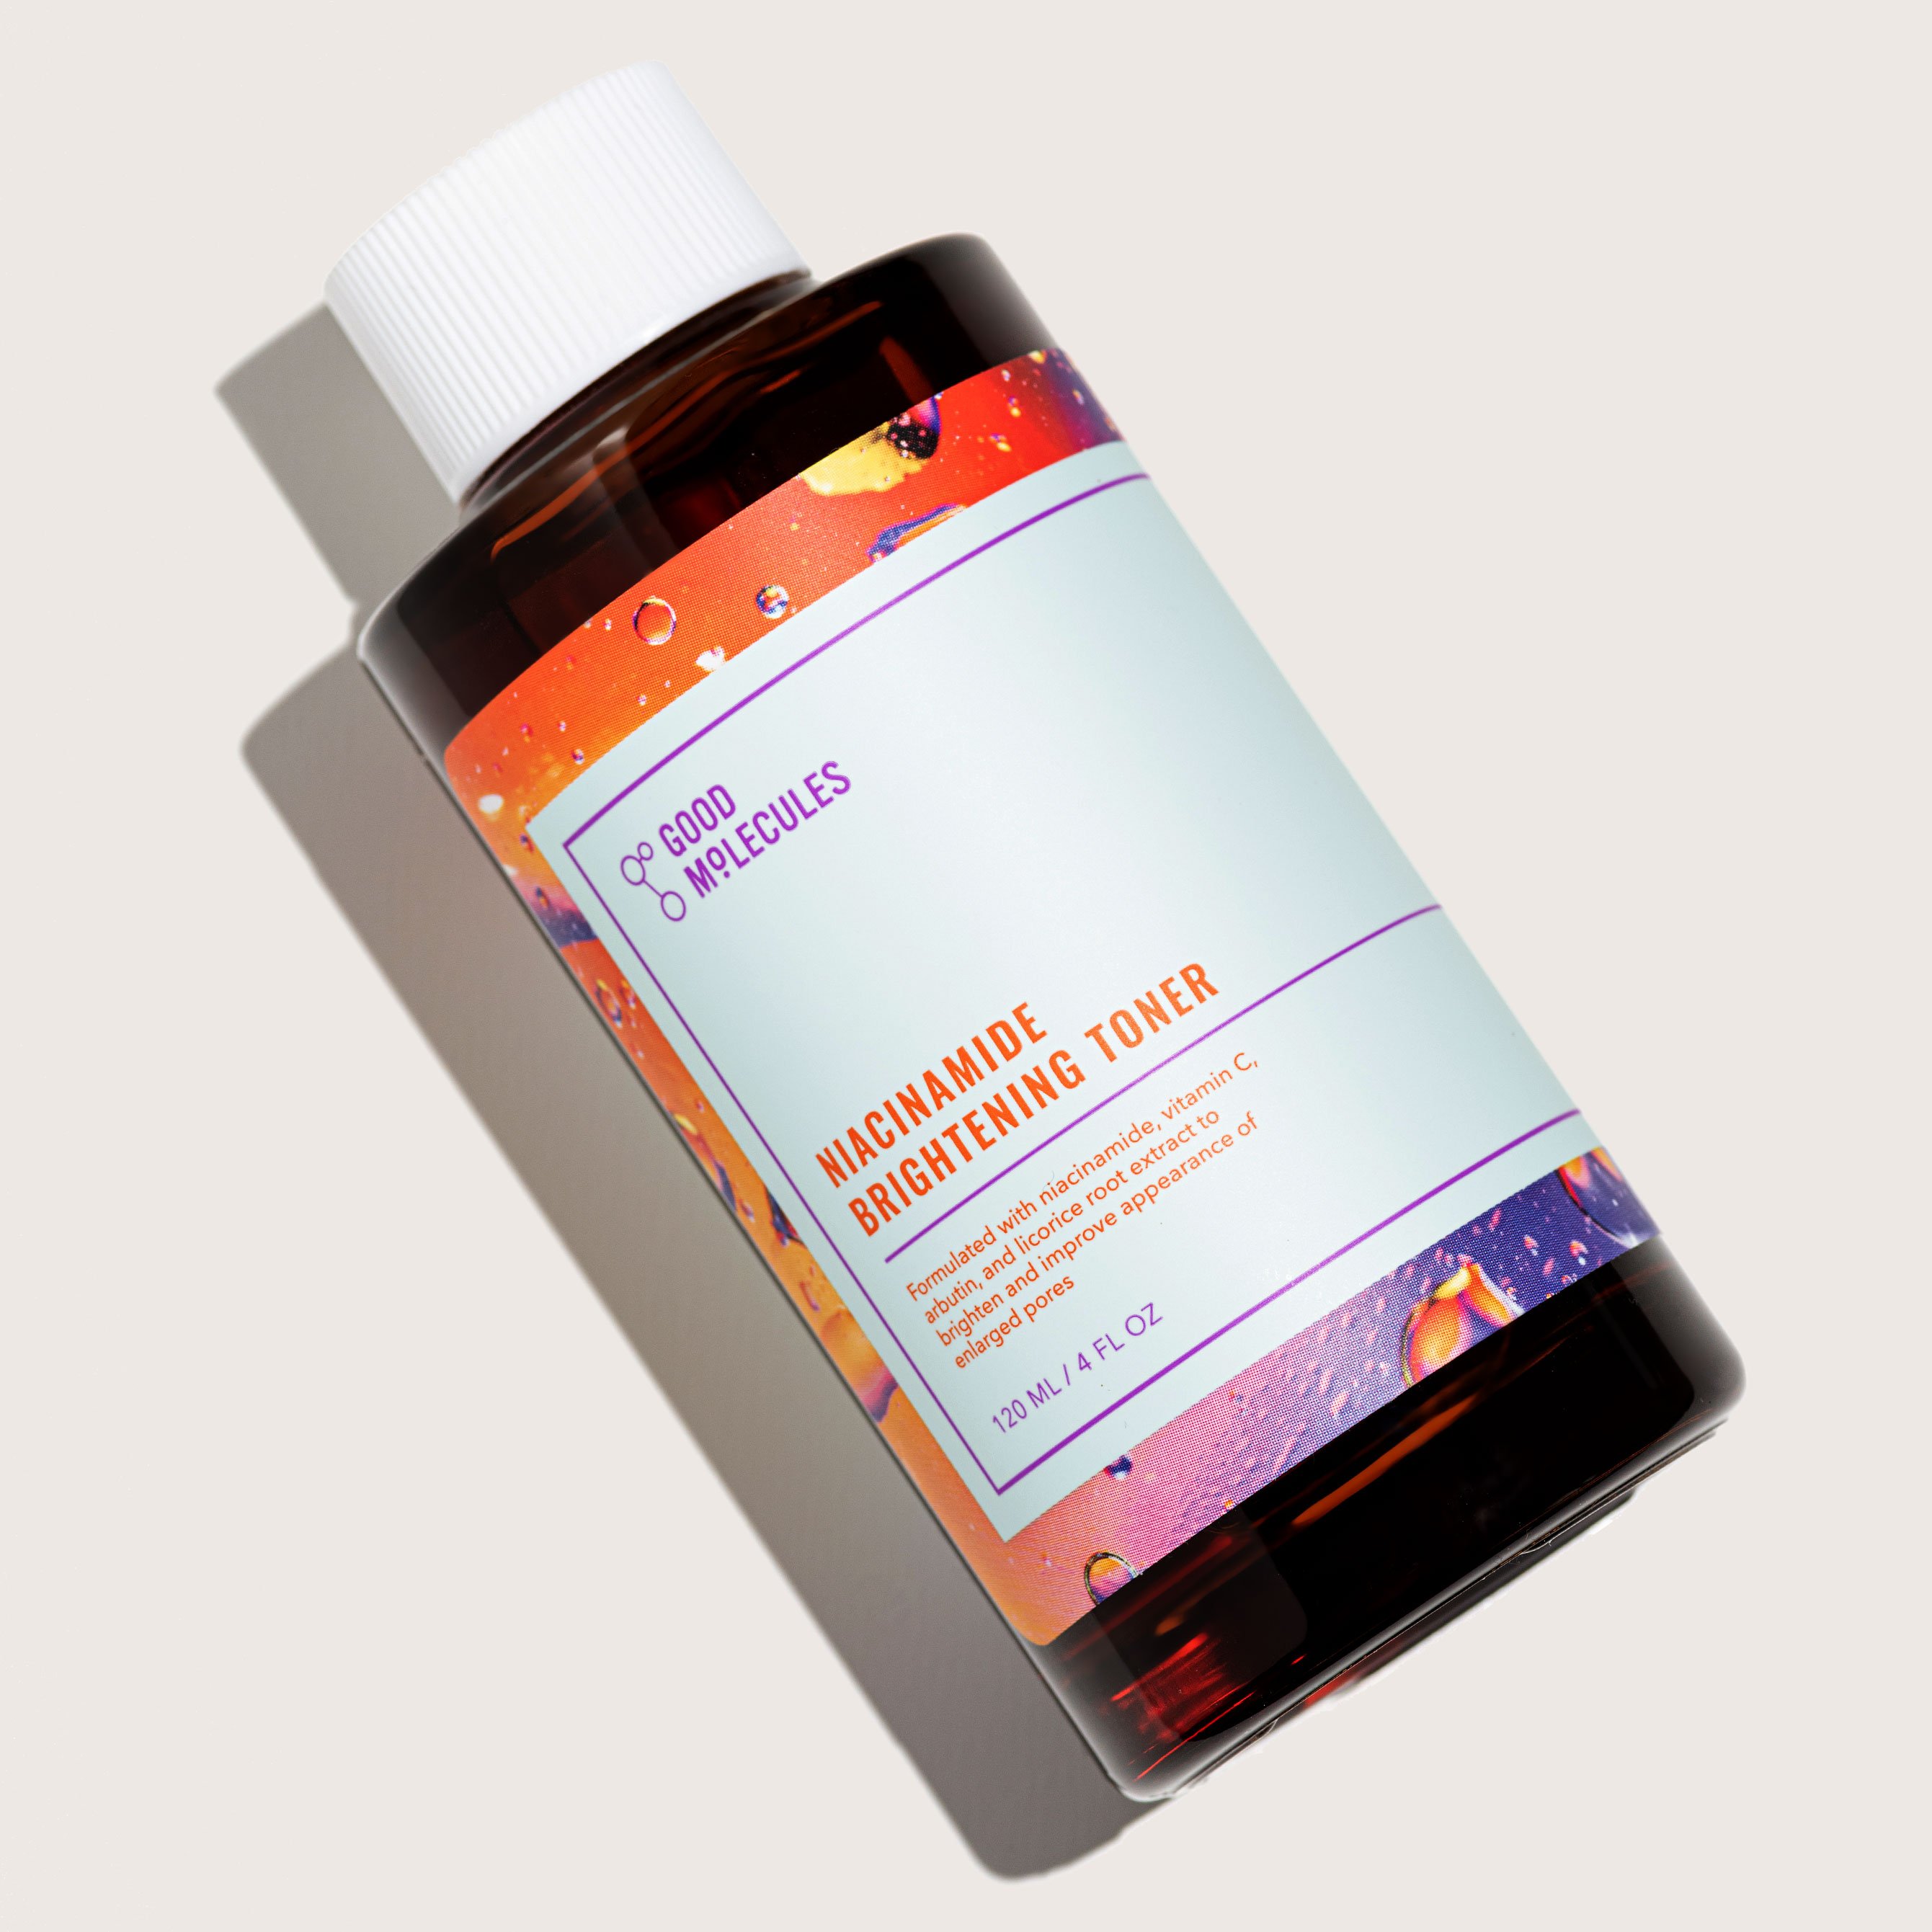 GOOD
MOLECULES
NIACINAMIDE
BRIGHTENING TONER
Formulated with niacinamide, vitamin C,
arbutin, and licorice root extract to
brighten and improve appearance of
enlarged pores
120 ML / 4 FL OZ